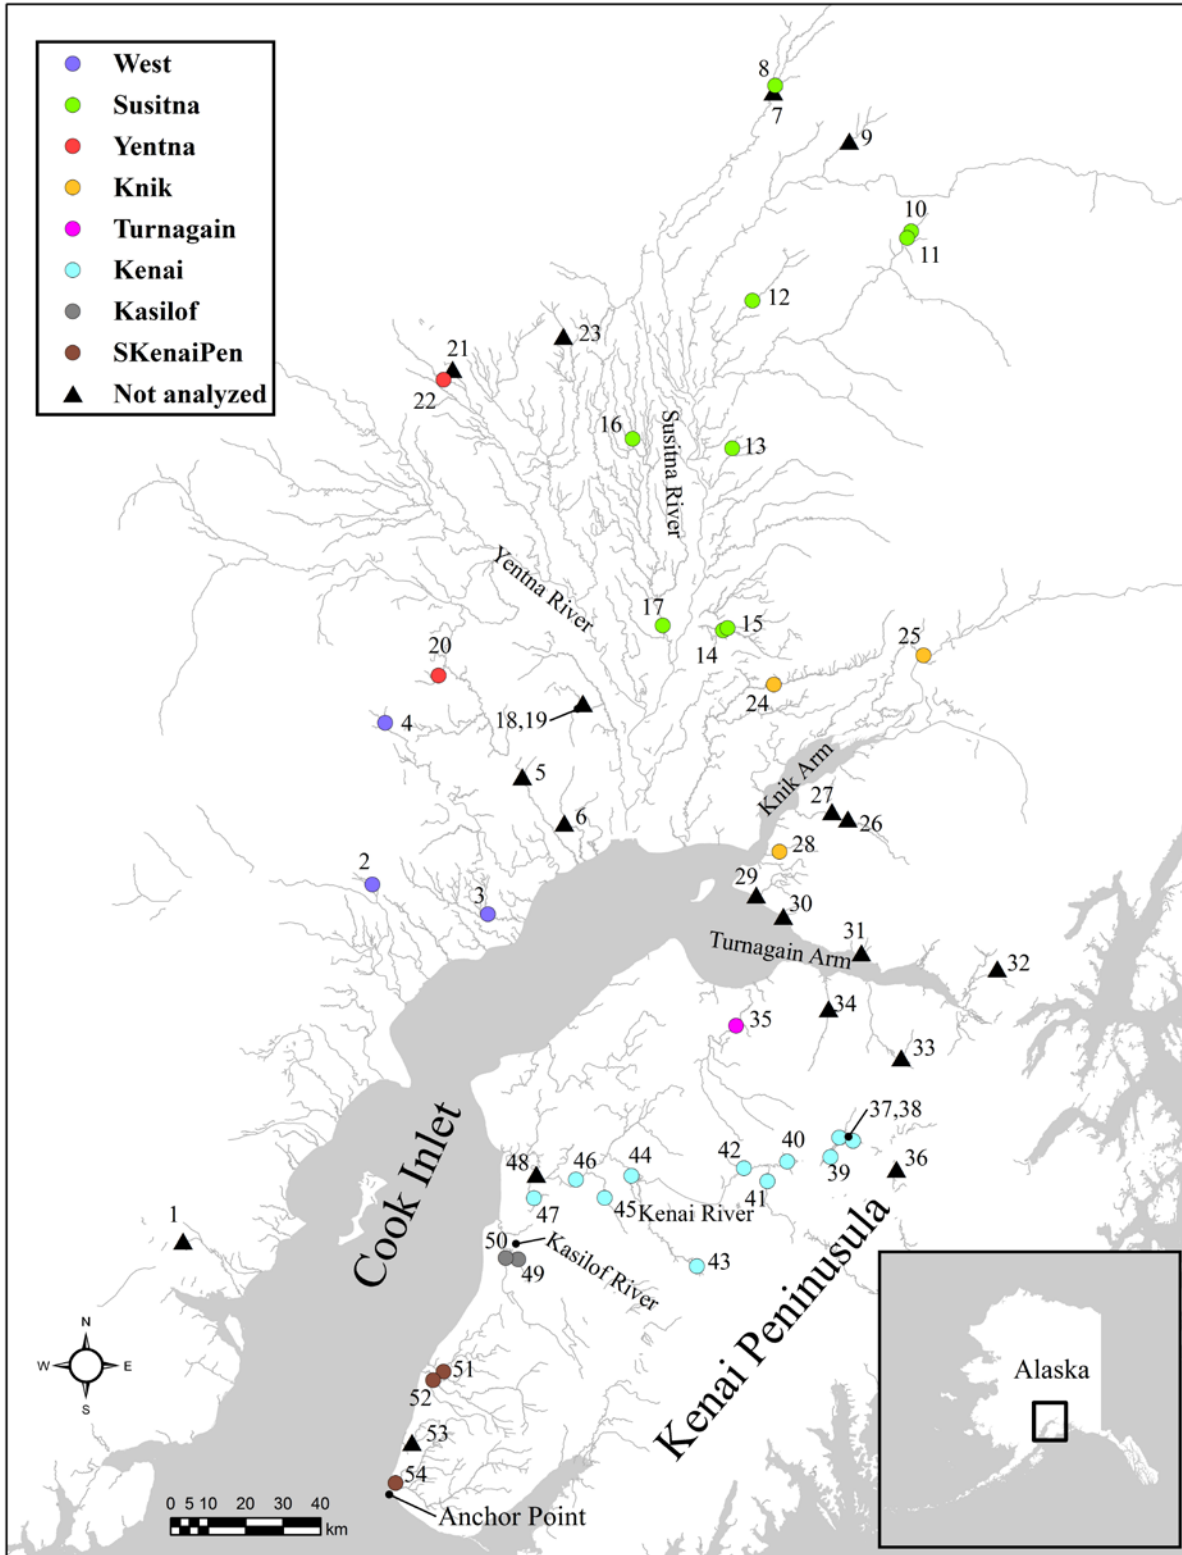 West
Susitna
Yentna
Knik
Turnagain
Kenai
Kasilof
SKenaiPen
Not analyzed
8
7
9
10
11
12
23
21
22
16
Susitna River
13
Yentna River
17
15
14
25
20
24
4
18,19
5
Knik Arm
27
26
6
28
2
3
29
30
31
Turnagain Arm
32
35
34
33
37,38
40
42
39
36
44
46
48
41
45
47
Kenai River
Cook Inlet
1
50
Kasilof River
49
43
Kenai Peninusula
N
W
E
S
51
52
53
54
Anchor Point
0 5 10 20 30 40
km
Alaska